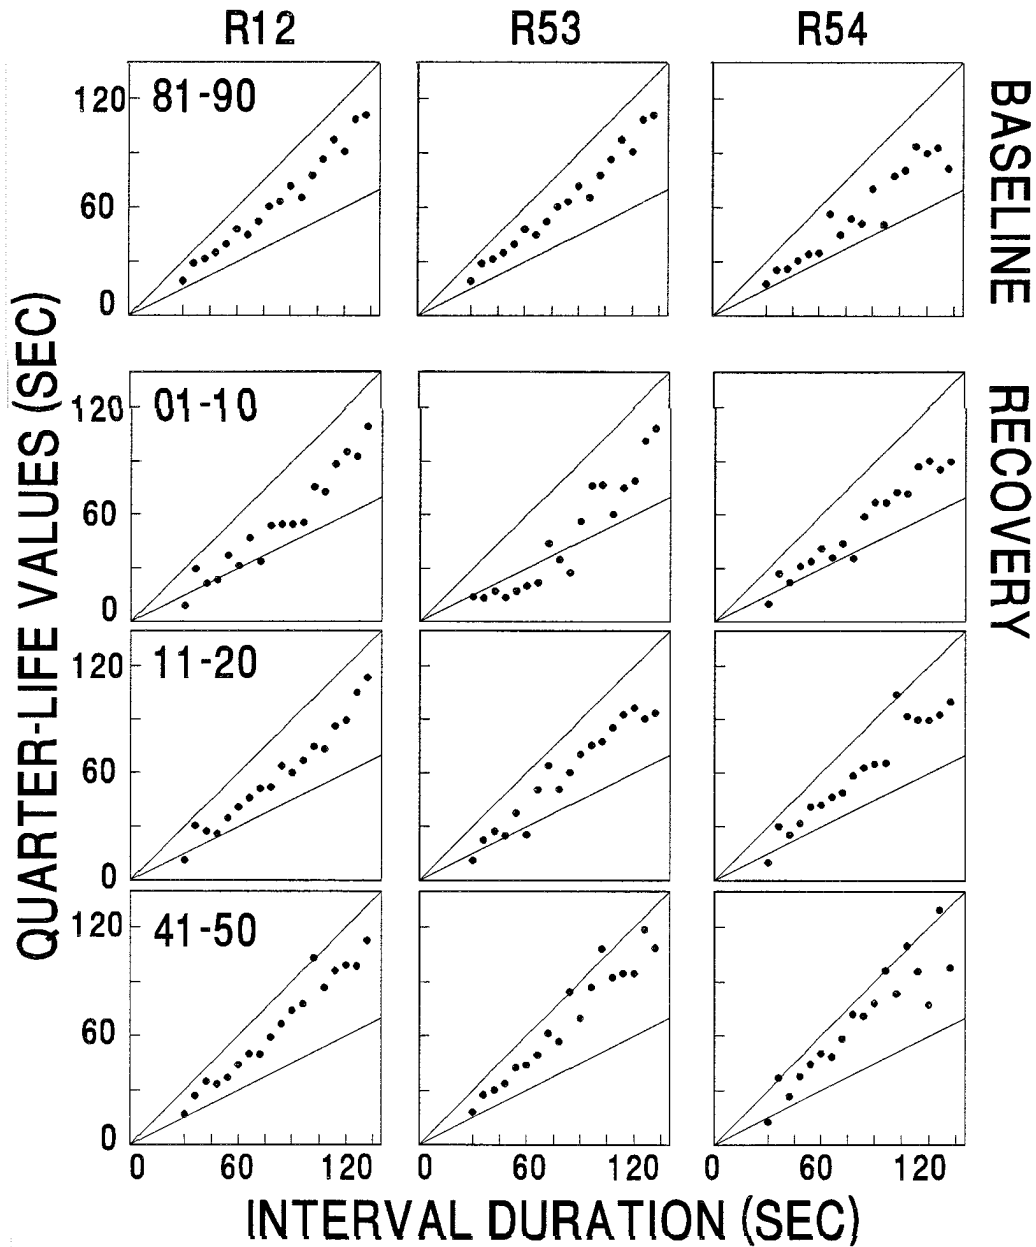 R12 R53 R54
120 81-90
60
0
BASELINE
120 01-10
60
0
RECOVERY
120 11-20
60
0
120 41-50
60
0
0 60 120 0 60 120 0 60 120
QUARTER-LIFE VALUES (SEC)
INTERVAL DURATION (SEC)